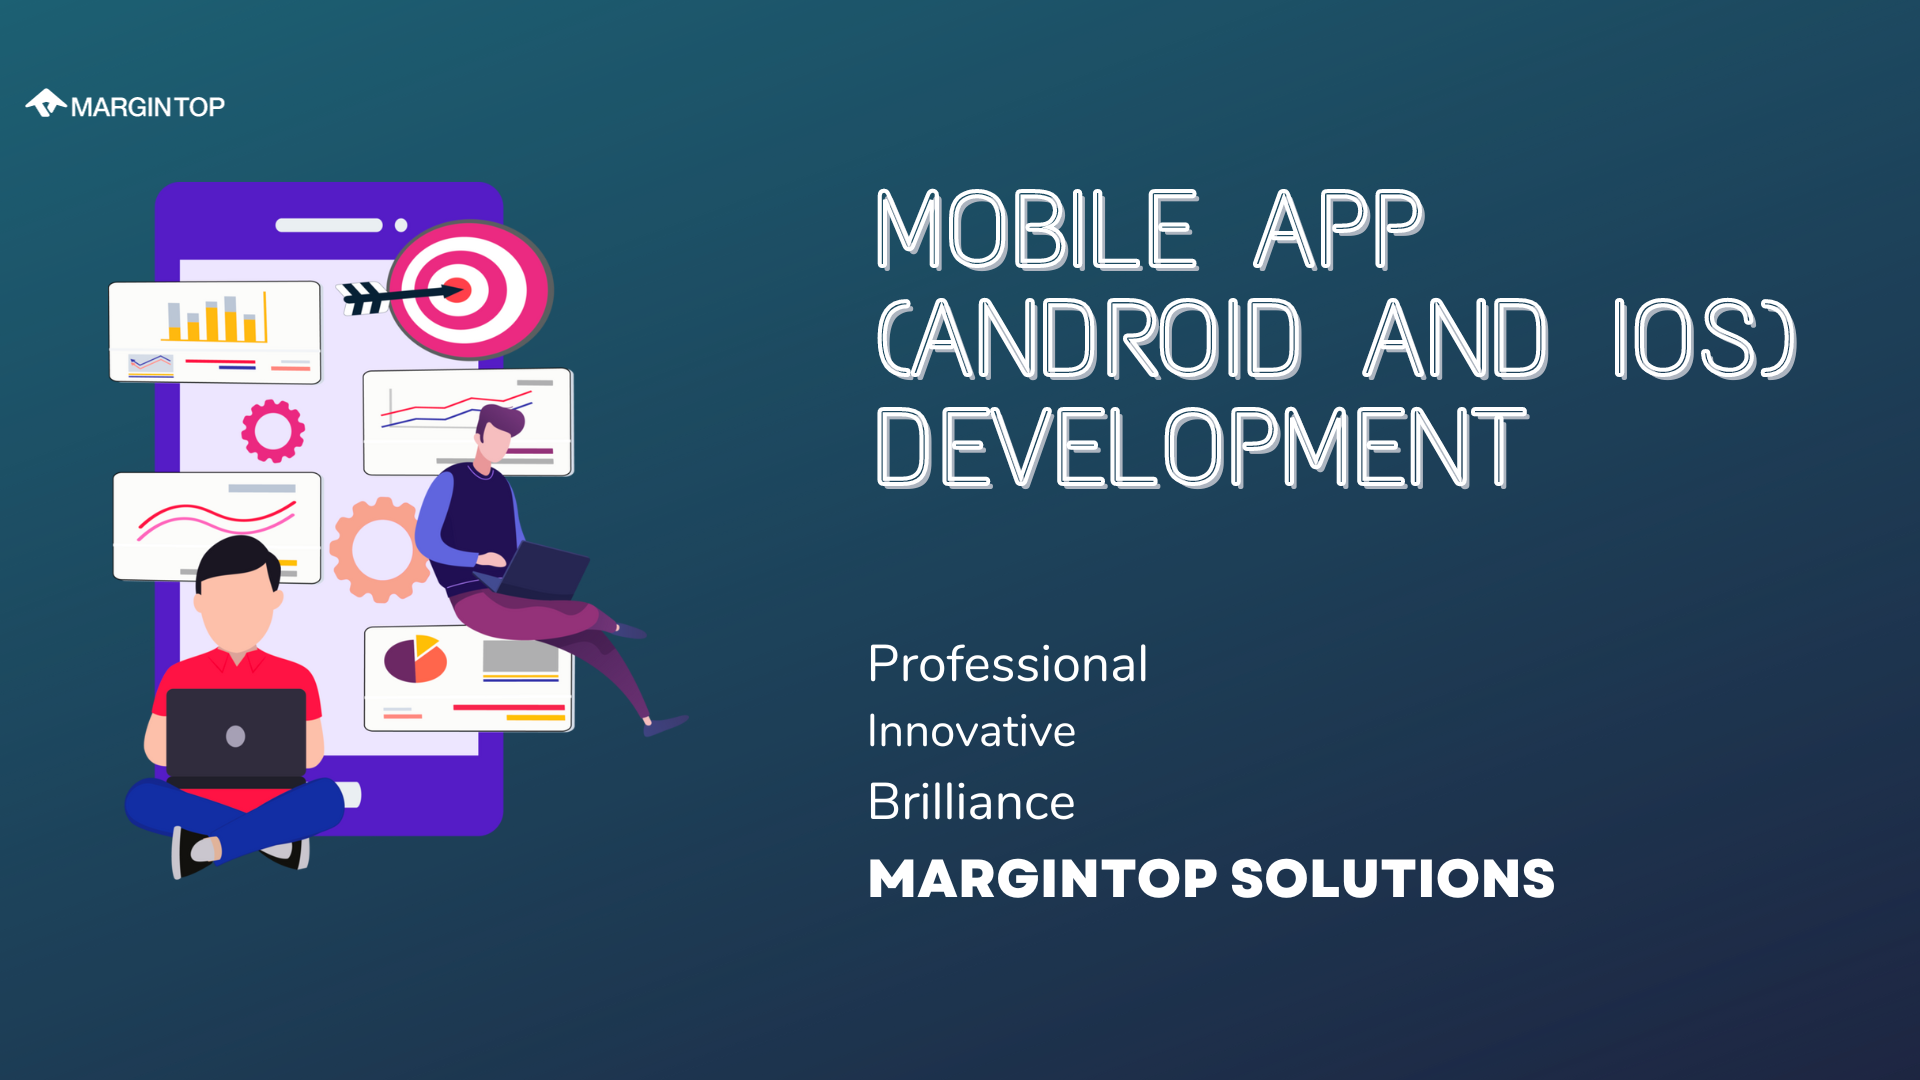 MARGINTOP
MOBILE APP
(ANDROID AND IOS)
DEVELOPMENT
Professional
Innovative
Brilliance
MARGINTOP SOLUTIONS